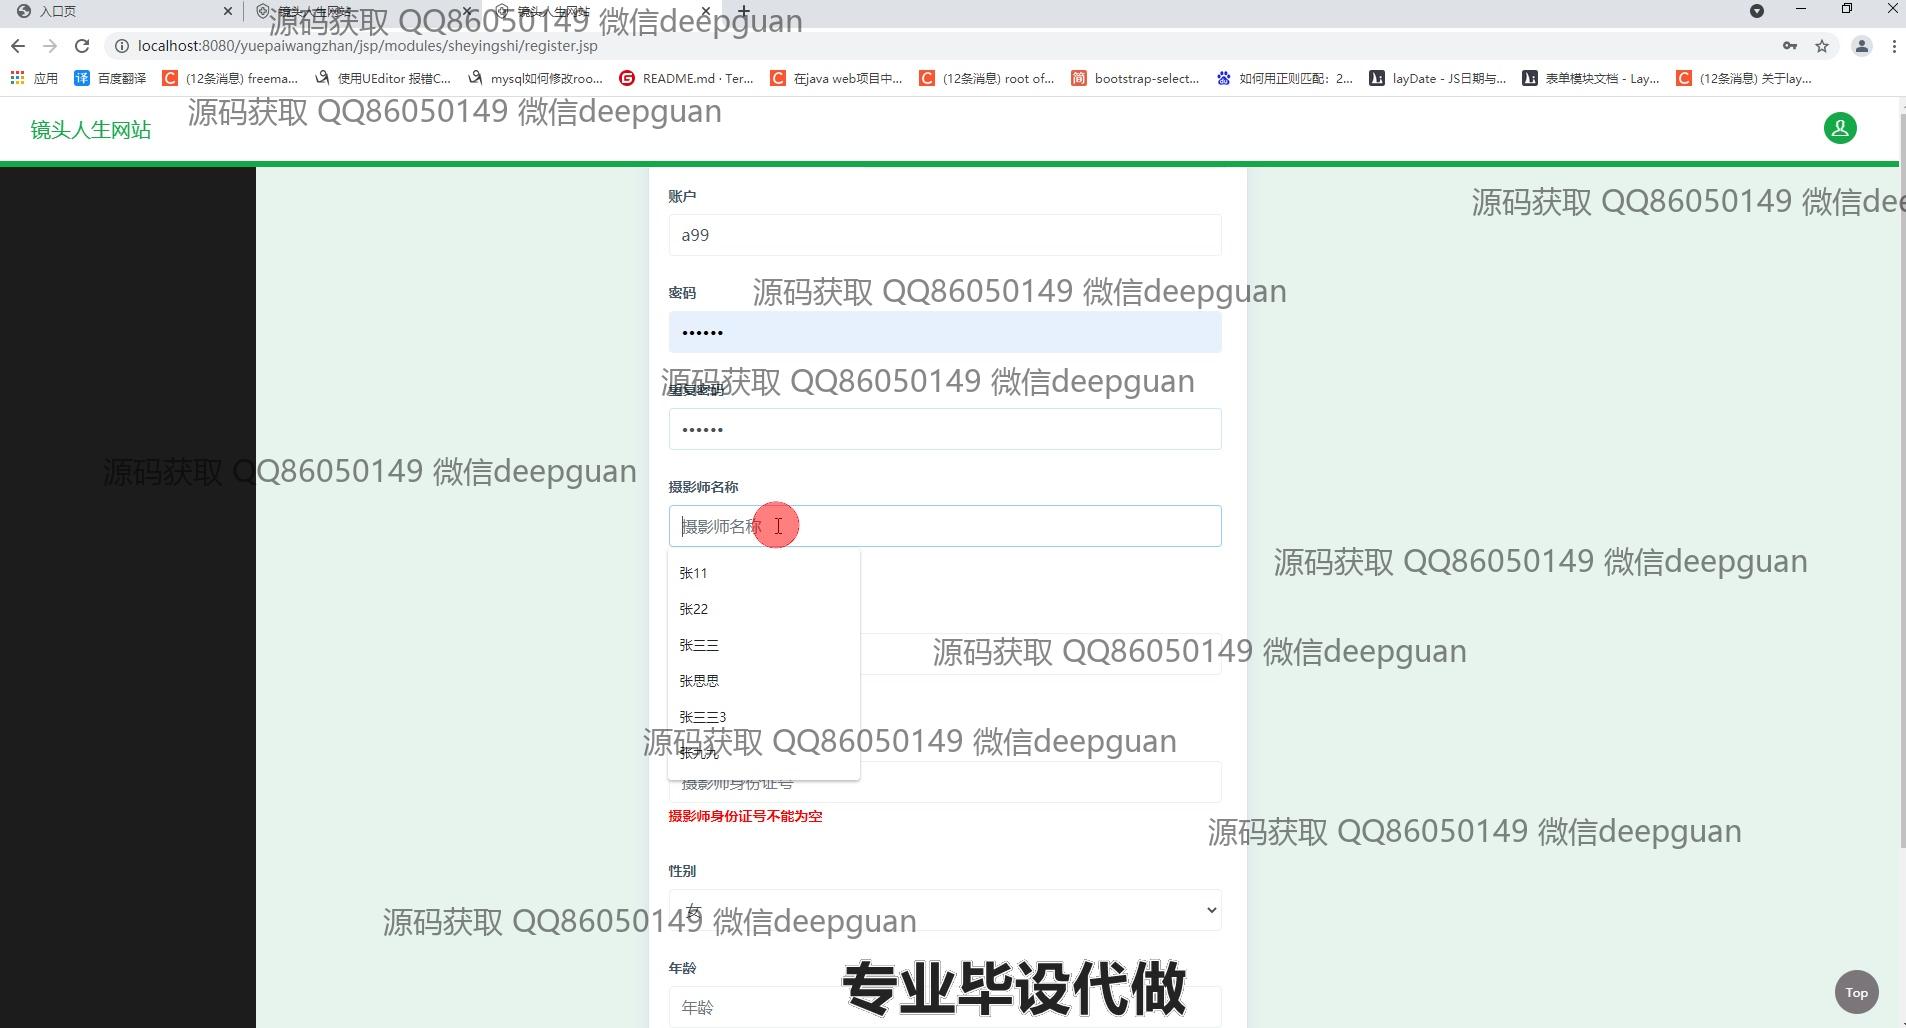 入口页
镜头人生网站
镜头人生网站
源码获取 QQ86050149 微信deepguan
localhost:8080/yuepaiwangzhan/jsp/modules/sheyingshi/register.jsp
应用
百度翻译
(12条消息) freema...
使用UEditor 报错C...
mysql如何修改roo...
README.md · Ter...
在java web项目中...
(12条消息) root of...
bootstrap-select...
如何用正则匹配：2...
layDate - JS日期与...
表单模块文档 - Lay...
(12条消息) 关于lay...
源码获取 QQ86050149 微信deepguan
镜头人生网站
账户
源码获取 QQ86050149 微信dee
a99
密码
源码获取 QQ86050149 微信deepguan
重复密码
源码获取 QQ86050149 微信deepguan
源码获取 QQ86050149 微信deepguan
摄影师名称
摄影师名称
源码获取 QQ86050149 微信deepguan
张11
张22
张三三
源码获取 QQ86050149 微信deepguan
张思思
张三三3
源码获取 QQ86050149 微信deepguan
张九九
摄影师身份证号
摄影师身份证号不能为空
源码获取 QQ86050149 微信deepguan
性别
女
源码获取 QQ86050149 微信deepguan
年龄
年龄
专业毕设代做
Top